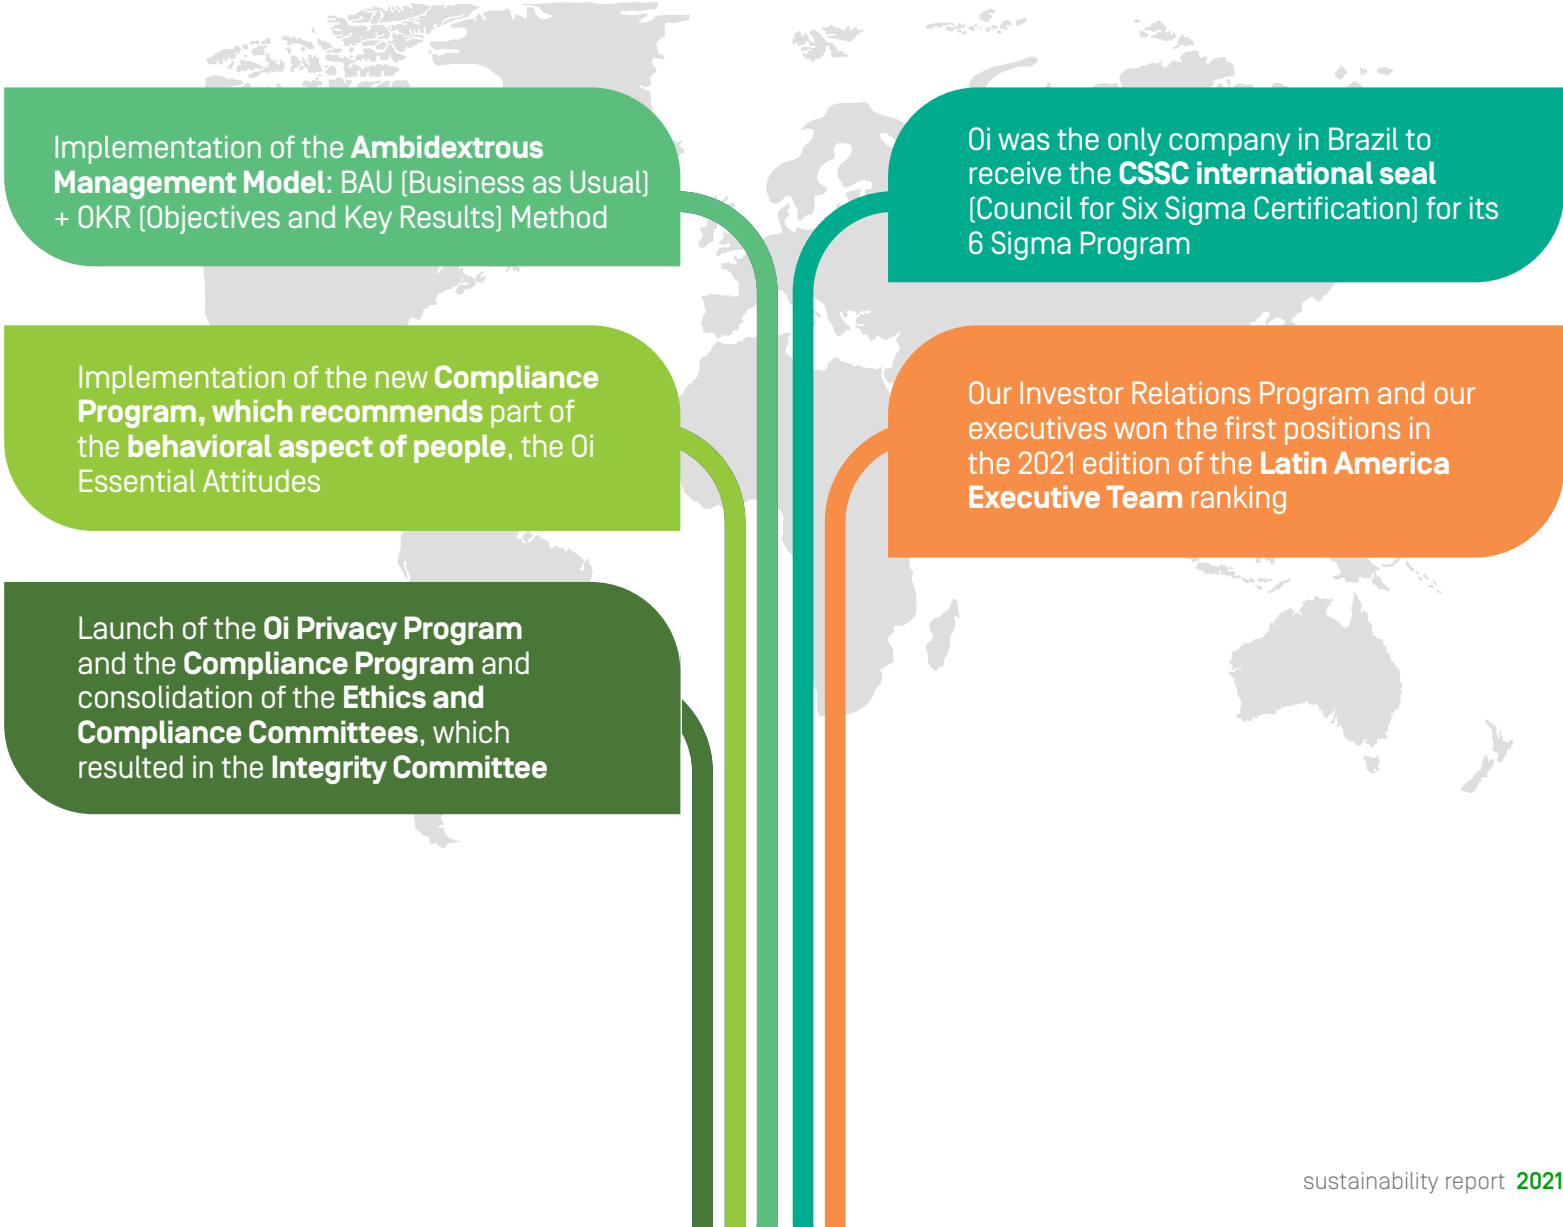 Implementation of the Ambidextrous
Management Model: BAU (Business as Usual)
+ OKR (Objectives and Key Results) Method
Implementation of the new Compliance
Program, which recommends part of
the behavioral aspect of people, the Oi
Essential Attitudes
Launch of the Oi Privacy Program
and the Compliance Program and
consolidation of the Ethics and
Compliance Committees, which
resulted in the Integrity Committee
Oi was the only company in Brazil to
receive the CSSC international seal
(Council for Six Sigma Certification) for its
6 Sigma Program
Our Investor Relations Program and our
executives won the first positions in
the 2021 edition of the Latin America
Executive Team ranking
sustainability report 2021